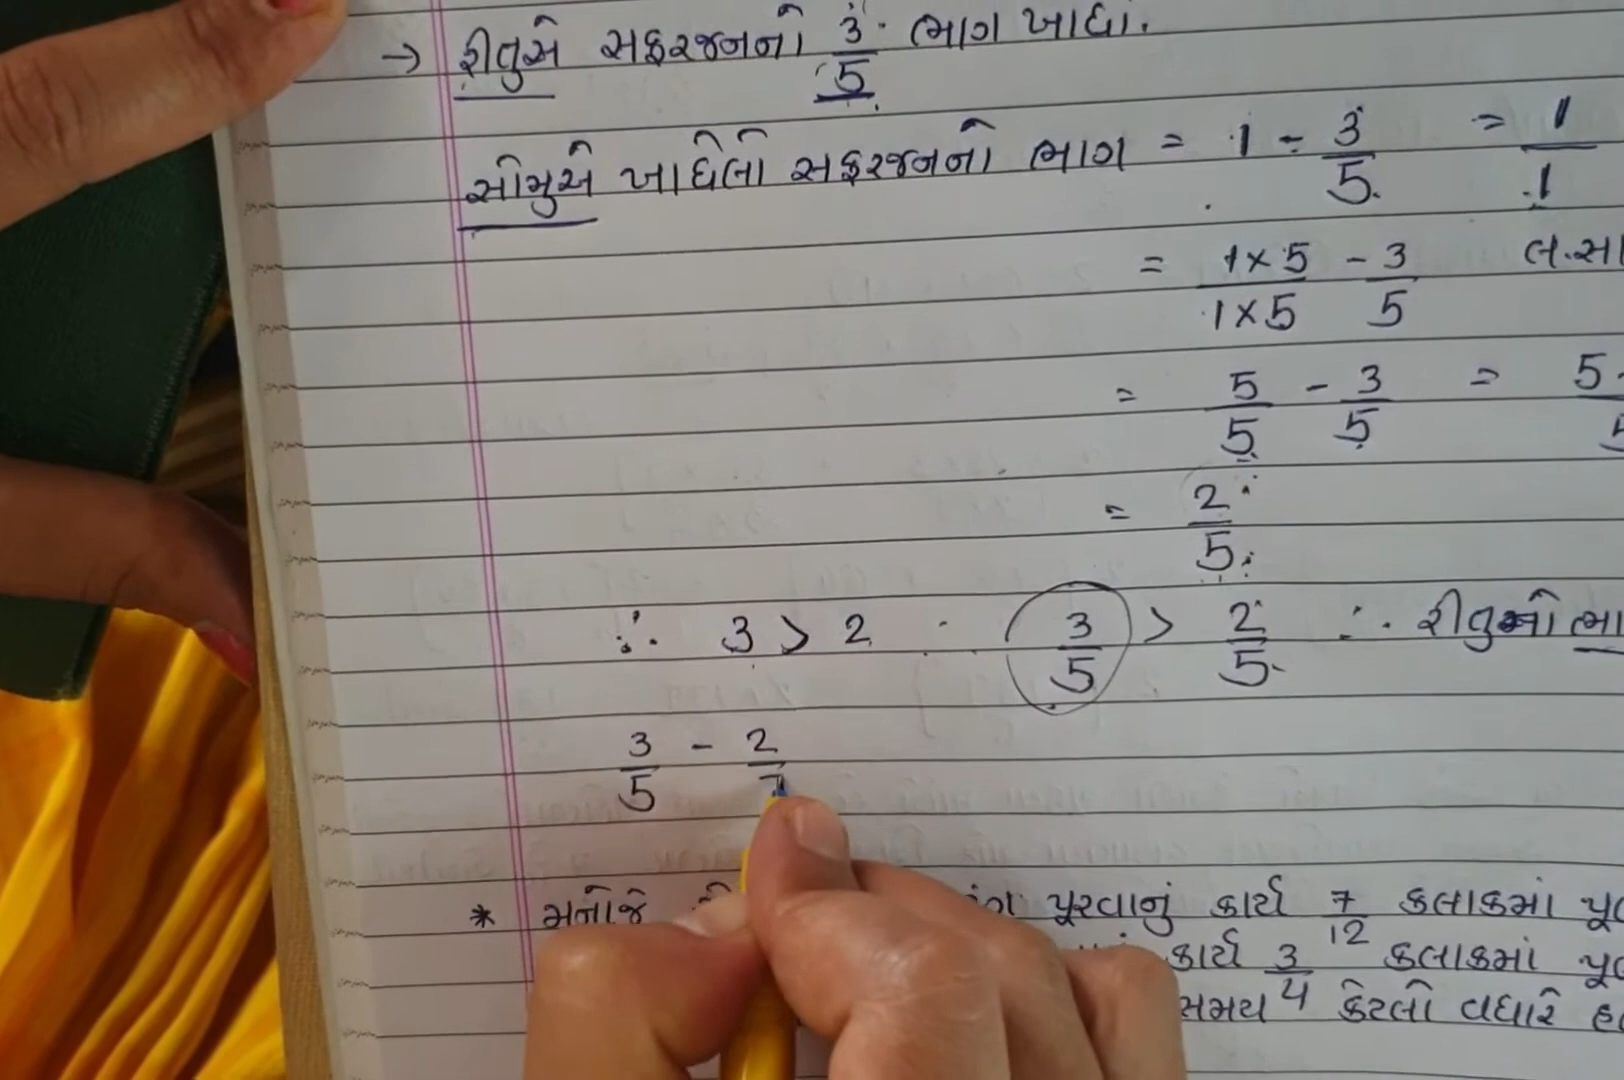 → રીતુએ સફરજનનો 3/5 ભાગ ખાધો.
સોમુએ ખાધેલો સફરજનનો ભાગ = 1 - 3/5 = 1/1
= 1×5/1×5 - 3/5 લ.સા
= 5/5 - 3/5 = 5
= 2/5
∴ 3 > 2 3/5 > 2/5 ∴ રીતુનો ભા
3/5 - 2
* મનોજે પૂરવાનું કાર્ય 7/12 કલાકમાં
કાર્ય 3/4 કલાકમાં
સમય કેટલો વધારે